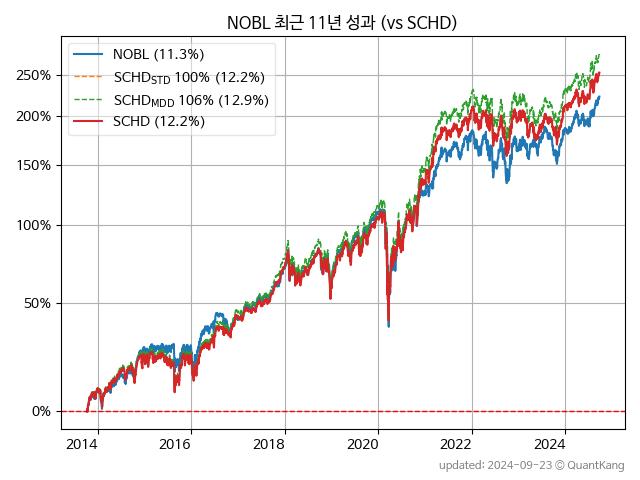 NOBL 최근 11년 성과 (vs SCHD)
NOBL (11.3%)
SCHD_STD 100% (12.2%)
SCHD_MDD 106% (12.9%)
SCHD (12.2%)
250%
200%
150%
100%
50%
0%
2014 2016 2018 2020 2022 2024
updated: 2024-09-23 ⓒ QuantKang